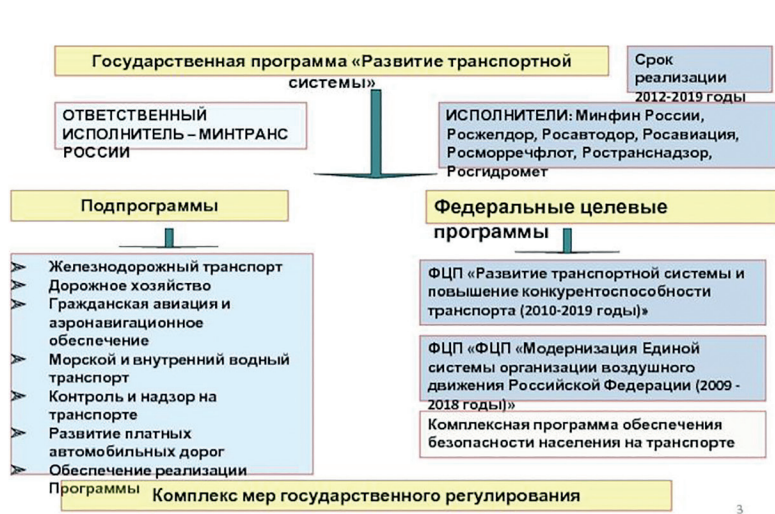 Государственная программа «Развитие транспортной
системы»
Срок
реализации
2012-2019 годы
ОТВЕТСТВЕННЫЙ
ИСПОЛНИТЕЛЬ – МИНТРАНС
РОССИИ
ИСПОЛНИТЕЛИ: Минфин России,
Росжелдор, Росавтодор, Росавиация,
Росморречфлот, Ространснадзор,
Росгидромет
Подпрограммы
Федеральные целевые
программы
Железнодорожный транспорт
Дорожное хозяйство
Гражданская авиация и
аэронавигационное
обеспечение
Морской и внутренний водный
транспорт
Контроль и надзор на
транспорте
Развитие платных
автомобильных дорог
Обеспечение реализации
Программы
ФЦП «Развитие транспортной системы и
повышение конкурентоспособности
транспорта (2010-2019 годы)»
ФЦП «ФЦП «Модернизация Единой
системы организации воздушного
движения Российской Федерации (2009 -
2018 годы)»
Комплексная программа обеспечения
безопасности населения на транспорте
Комплекс мер государственного регулирования
3